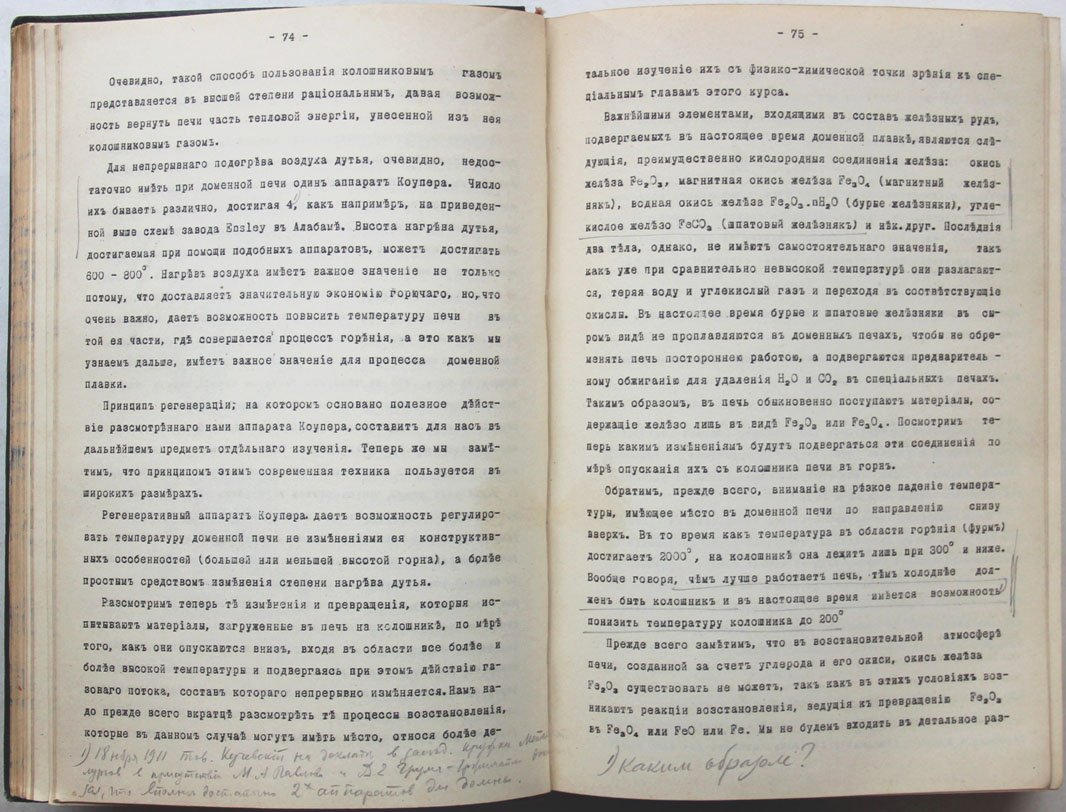 - 74 -
Очевидно, такой способъ пользованія колошниковымъ газомъ
представляется въ высшей степени раціональнымъ, давая возмож-
ность вернуть печи часть тепловой энергіи, унесенной изъ нея
колошниковымъ газомъ.
Для непрерывнаго подогрѣва воздуха дутья, очевидно, недос-
таточно имѣть при доменной печи одинъ аппаратъ Коупера. Число
ихъ бываетъ различно, достигая 4, какъ напримѣръ, на приведен-
ной выше схемѣ завода Ensley въ Алабамѣ. Высота нагрѣва дутья,
достигаемая при помощи подобныхъ аппаратовъ, можетъ достигать
600 - 800°. Нагрѣвъ воздуха имѣетъ важное значеніе не только
потому, что доставляетъ значительную экономію горючаго, но, что
очень важно, даетъ возможность повысить температуру печи въ
той ея части, гдѣ совершается процессъ горѣнія, а это какъ мы
узнаемъ дальше, имѣетъ важное значеніе для процесса доменной
плавки.
Принципъ регенераціи, на которомъ основано полезное дѣйст-
віе разсмотрѣннаго нами аппарата Коупера, составитъ для насъ въ
дальнѣйшемъ предметъ отдѣльнаго изученія. Теперь же мы замѣ-
тимъ, что принципомъ этимъ современная техника пользуется въ
широкихъ размѣрахъ.
Регенеративный аппаратъ Коупера даетъ возможность регулиро-
вать температуру доменной печи не измѣненіями ея конструктив-
ныхъ особенностей (большей или меньшей высотой горна), а болѣе
простымъ средствомъ измѣненія степени нагрѣва дутья.
Разсмотримъ теперь тѣ измѣненія и превращенія, которыя ис-
пытываютъ матеріалы, загруженные въ печь на колошникѣ, по мѣрѣ
того, какъ они опускаются внизъ, входя въ области все болѣе и
болѣе высокой температуры и подвергаясь при этомъ дѣйствію га-
зоваго потока, составъ котораго непрерывно измѣняется. Намъ на-
до прежде всего вкратцѣ разсмотрѣть тѣ процессы возстановленія,
которые въ данномъ случаѣ могутъ имѣть мѣсто, относя болѣе де-
1) 18 ноя 1911 на доклады в
М.А. Павлова и
что вполне достаточно 2х аппаратов для домны.
- 75 -
тальное изученіе ихъ съ физико-химической точки зрѣнія къ спе-
ціальнымъ главамъ этого курса.
Важнѣйшими элементами, входящими въ составъ желѣзныхъ рудъ,
подвергаемыхъ въ настоящее время доменной плавкѣ, являются слѣ-
дующія, преимущественно кислородныя соединенія желѣза: окись
желѣза Fe₂O₃, магнитная окись желѣза Fe₃O₄ (магнитный желѣз-
някъ), водная окись желѣза Fe₂O₃.nH₂O (бурые желѣзняки), угле-
кислое желѣзо FeCO₃ (шпатовый желѣзнякъ) и нѣк.друг. Послѣднія
два тѣла, однако, не имѣютъ самостоятельнаго значенія, такъ
какъ уже при сравнительно невысокой температурѣ они разлагают-
ся, теряя воду и углекислый газъ и переходя въ соотвѣтствующіе
окислы. Въ настоящее время бурые и шпатовые желѣзняки въ сы-
ромъ видѣ не проплавляются въ доменныхъ печахъ, чтобы не обре-
менять печь постороннею работою, а подвергаются предваритель -
ному обжиганію для удаленія H₂O и CO₂ въ спеціальныхъ печахъ.
Такимъ образомъ, въ печь обыкновенно поступаютъ матеріалы, со-
держащіе желѣзо лишь въ видѣ Fe₂O₃ или Fe₃O₄. Посмотримъ те-
перь какимъ измѣненіямъ будутъ подвергаться эти соединенія по
мѣрѣ опусканія ихъ съ колошника печи въ горнъ.
Обратимъ, прежде всего, вниманіе на рѣзкое паденіе темпера-
туры, имѣющее мѣсто въ доменной печи по направленію снизу
вверхъ. Въ то время какъ температура въ области горѣнія (фурмъ)
достигаетъ 2000°, на колошникѣ она лежитъ лишь при 300° и ниже.
Вообще говоря, чѣмъ лучше работаетъ печь, тѣмъ холоднѣе дол-
женъ быть колошникъ и въ настоящее время имѣется возможность
понизить температуру колошника до 200°
Прежде всего замѣтимъ, что въ возстановительной атмосферѣ
печи, созданной за счетъ углерода и его окиси, окись желѣза
Fe₂O₃ существовать не можетъ, такъ какъ въ этихъ условіяхъ воз-
никаютъ реакціи возстановленія, ведущія къ превращенію Fe₂O₃
въ Fe₃O₄ или FeO или Fe. Мы не будемъ входить въ детальное раз-
1) Каким образом?